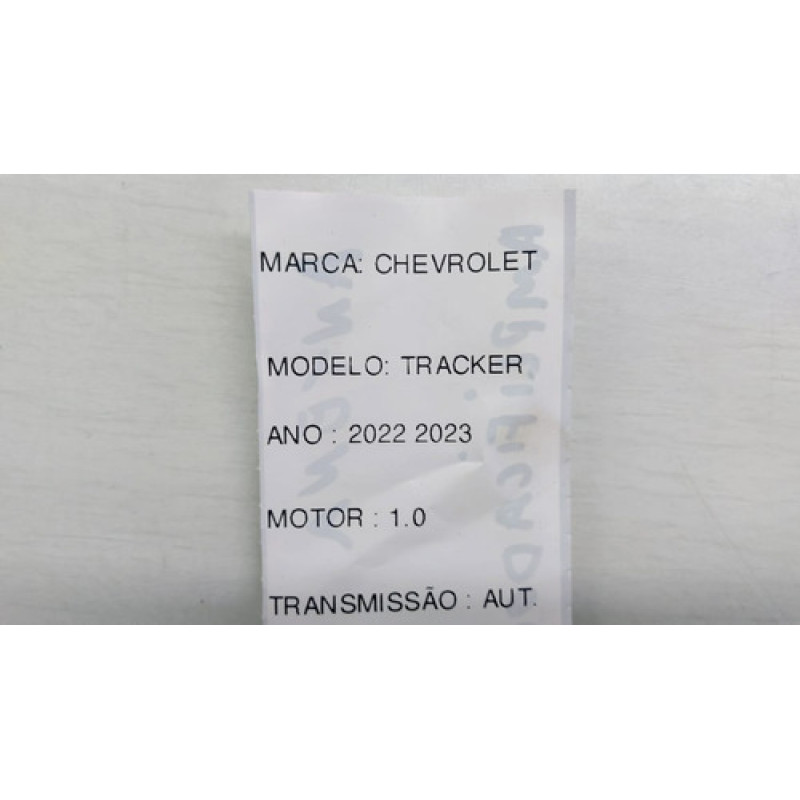 MARCA: CHEVROLET
MODELO: TRACKER
ANO : 2022 2023
MOTOR : 1.0
TRANSMISSÃO : AUT.